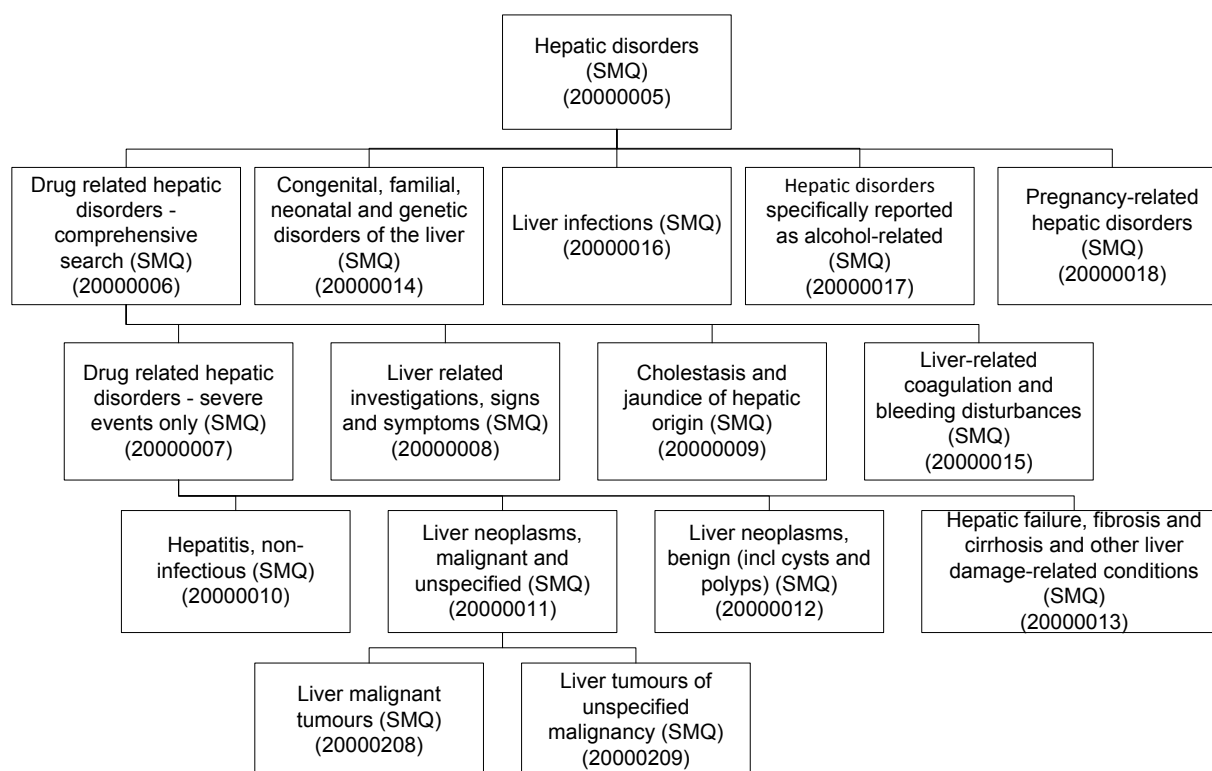 Hepatic disorders
(SMQ)
(20000005)
Drug related hepatic
disorders -
comprehensive
search (SMQ)
(20000006)
Congenital, familial,
neonatal and genetic
disorders of the liver
(SMQ)
(20000014)
Liver infections (SMQ)
(20000016)
Hepatic disorders
specifically reported
as alcohol-related
(SMQ)
(20000017)
Pregnancy-related
hepatic disorders
(SMQ)
(20000018)
Drug related hepatic
disorders - severe
events only (SMQ)
(20000007)
Liver related
investigations, signs
and symptoms (SMQ)
(20000008)
Cholestasis and
jaundice of hepatic
origin (SMQ)
(20000009)
Liver-related
coagulation and
bleeding disturbances
(SMQ)
(20000015)
Hepatitis, non-
infectious (SMQ)
(20000010)
Liver neoplasms,
malignant and
unspecified (SMQ)
(20000011)
Liver neoplasms,
benign (incl cysts and
polyps) (SMQ)
(20000012)
Hepatic failure, fibrosis and
cirrhosis and other liver
damage-related conditions
(SMQ)
(20000013)
Liver malignant
tumours (SMQ)
(20000208)
Liver tumours of
unspecified
malignancy (SMQ)
(20000209)